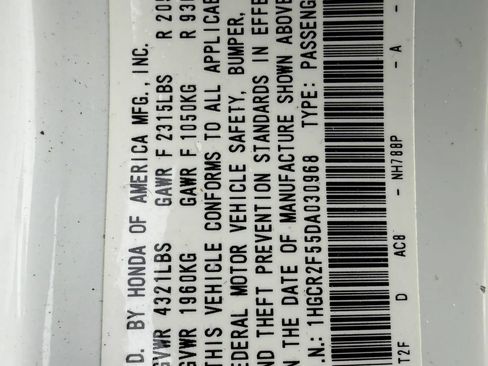 D. BY HONDA OF AMERICA MFG., INC.
GVWR 4321LBS GAWR F 2315LBS R
GVWR 1960KG GAWR F 1050KG R
THIS VEHICLE CONFORMS TO ALL APPLICAB
EDERAL MOTOR VEHICLE SAFETY, BUMPER,
ND THEFT PREVENTION STANDARDS IN EFFE
N THE DATE OF MANUFACTURE SHOWN ABOVE
.N.: 1HGCR2F55DA030968 TYPE: PASSENG
T2F D AC8 - NH788P - A -